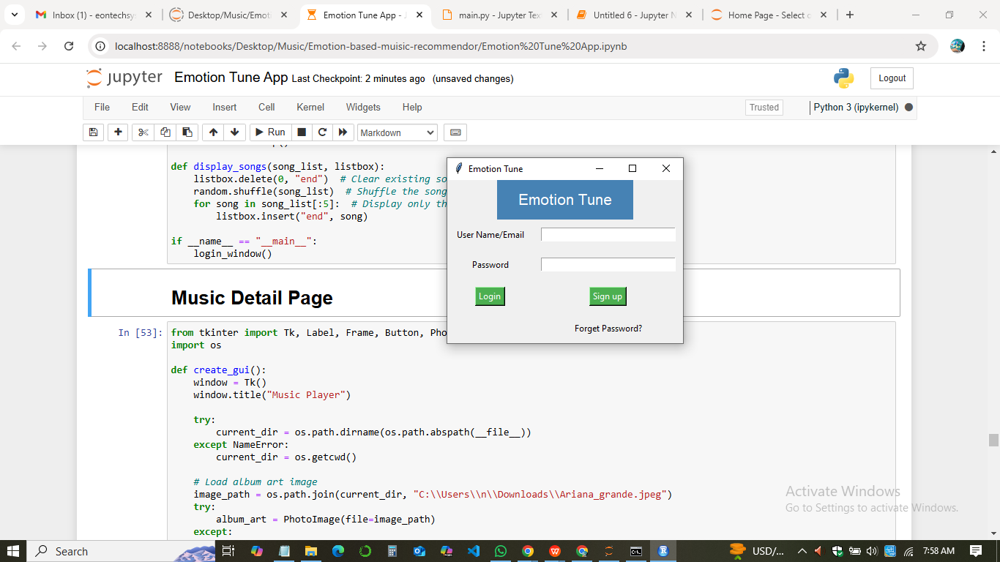 Inbox (1) - eontechsys
Desktop/Music/Emoti
Emotion Tune App - J
main.py - Jupyter Text
Untitled 6 - Jupyter N
Home Page - Select o
localhost:8888/notebooks/Desktop/Music/Emotion-based-muisic-recommendor/Emotion%20Tune%20App.ipynb
jupyter Emotion Tune App Last Checkpoint: 2 minutes ago (unsaved changes)
Logout
File Edit View Insert Cell Kernel Widgets Help
Trusted
Python 3 (ipykernel)
Run
Markdown
def display_songs(song_list, listbox):
listbox.delete(0, "end") # Clear existing so
random.shuffle(song_list) # Shuffle the song
for song in song_list[:5]: # Display only th
listbox.insert("end", song)
if __name__ == "__main__":
login_window()
Emotion Tune
Emotion Tune
User Name/Email
Password
Login
Sign up
Forget Password?
Music Detail Page
In [53]:
from tkinter import Tk, Label, Frame, Button, Pho
import os
def create_gui():
window = Tk()
window.title("Music Player")
try:
current_dir = os.path.dirname(os.path.abspath(__file__))
except NameError:
current_dir = os.getcwd()
# Load album art image
image_path = os.path.join(current_dir, "C:\\Users\\n\\Downloads\\Ariana_grande.jpeg")
try:
album_art = PhotoImage(file=image_path)
except:
Activate Windows
Go to Settings to activate Windows.
Search
USD/...
7:58 AM